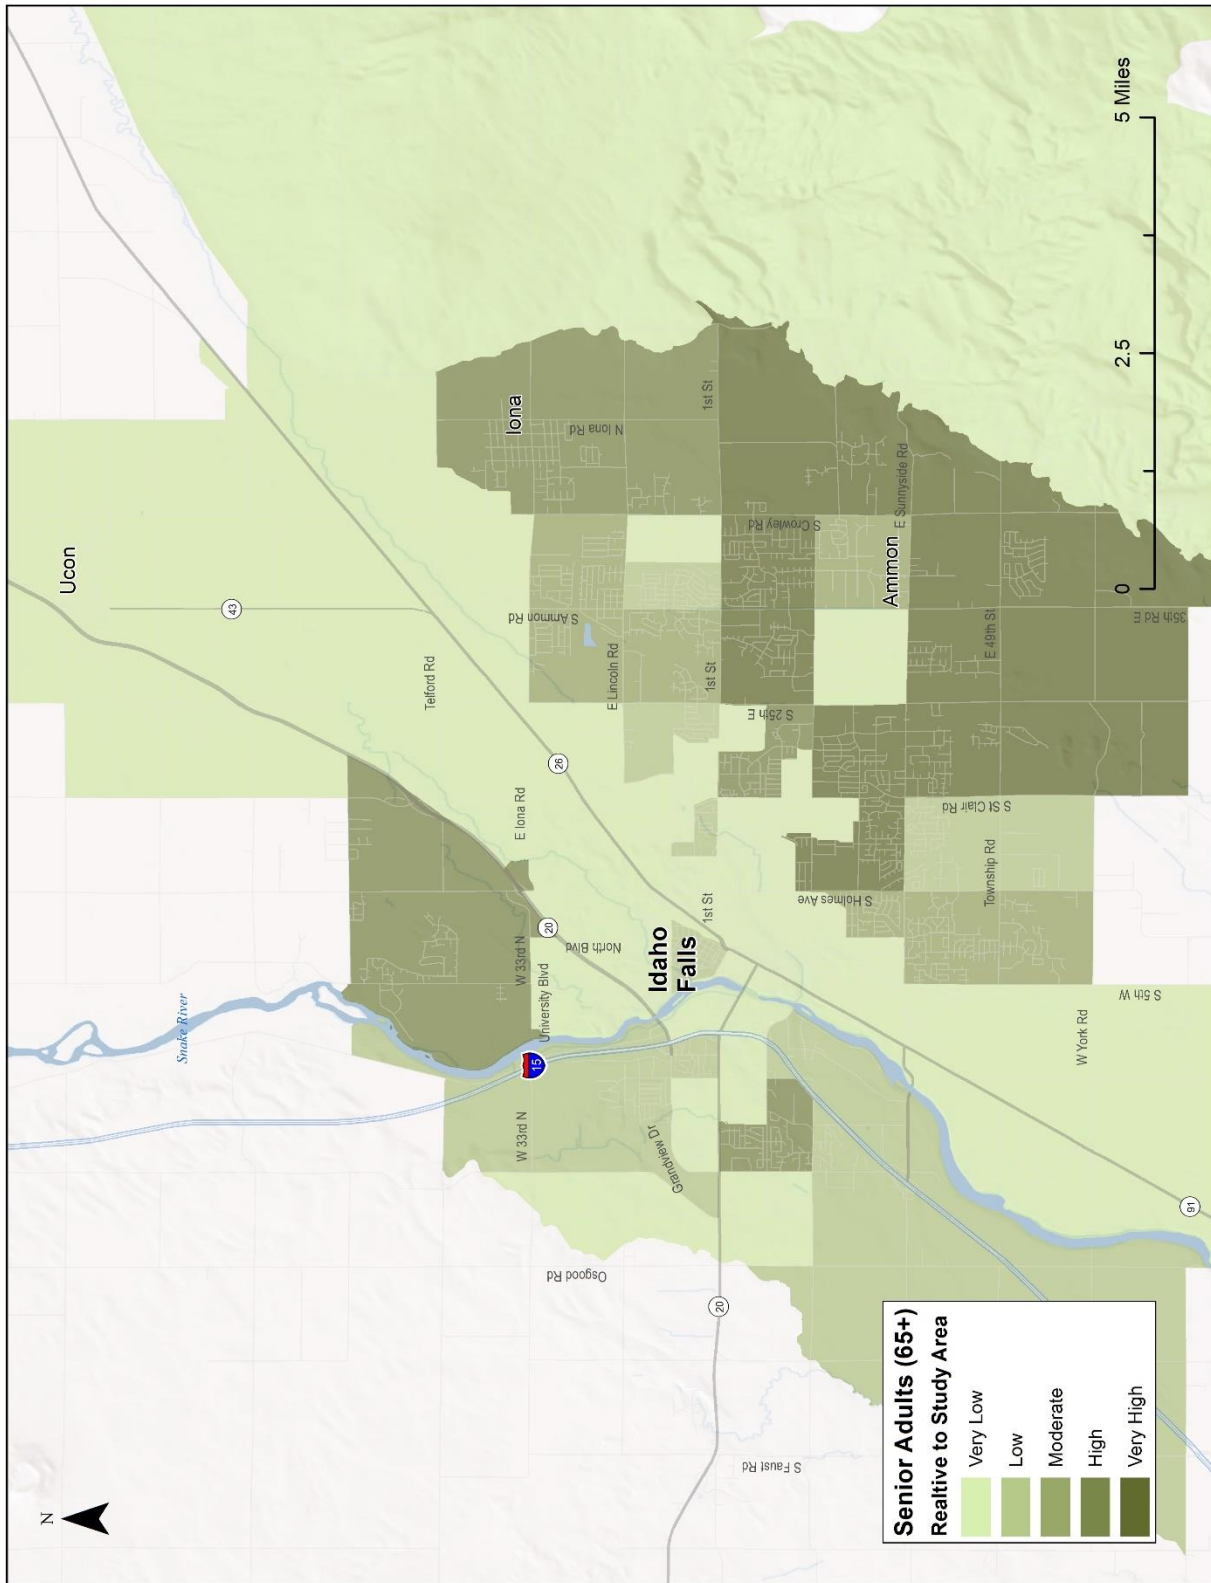 N
Snake River
Ucon
43
Telford Rd
26
E Iona Rd
W 33rd N
20
North Blvd
University Blvd
15
W 33rd N
Grandview Dr
Osgood Rd
20
S Faust Rd
Idaho
Falls
1st St
S Ammon Rd
E Lincoln Rd
1st St
S 25th E
Iona
N Iona Rd
1st St
S Crowley Rd
E Sunnyside Rd
Ammon
E 49th St
35th Rd E
S St Clair Rd
S Holmes Ave
Township Rd
S 5th W
W York Rd
91
Senior Adults (65+)
Realtive to Study Area
Very Low
Low
Moderate
High
Very High
0
2.5
5 Miles